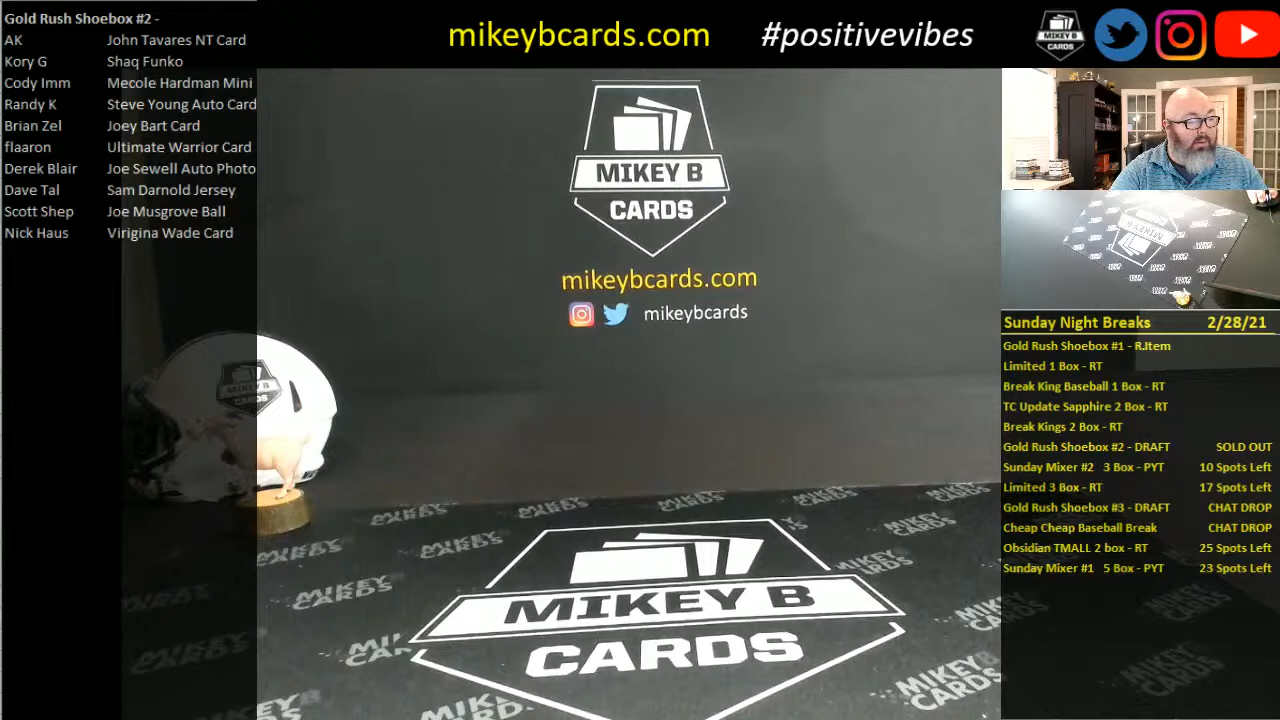 Gold Rush Shoebox #2 -
AK John Tavares NT Card
Kory G Shaq Funko
Cody Imm Mecole Hardman Mini
Randy K Steve Young Auto Card
Brian Zel Joey Bart Card
flaaron Ultimate Warrior Card
Derek Blair Joe Sewell Auto Photo
Dave Tal Sam Darnold Jersey
Scott Shep Joe Musgrove Ball
Nick Haus Virigina Wade Card
mikeybcards.com #positivevibes
MIKEY B
CARDS
MIKEY B
CARDS
mikeybcards.com
mikeybcards
MIKEY B
CARDS
Sunday Night Breaks 2/28/21
Gold Rush Shoebox #1 - R.Item
Limited 1 Box - RT
Break King Baseball 1 Box - RT
TC Update Sapphire 2 Box - RT
Break Kings 2 Box - RT
Gold Rush Shoebox #2 - DRAFT SOLD OUT
Sunday Mixer #2 3 Box - PYT 10 Spots Left
Limited 3 Box - RT 17 Spots Left
Gold Rush Shoebox #3 - DRAFT CHAT DROP
Cheap Cheap Baseball Break CHAT DROP
Obsidian TMALL 2 box - RT 25 Spots Left
Sunday Mixer #1 5 Box - PYT 23 Spots Left
MIKEY B
CARDS